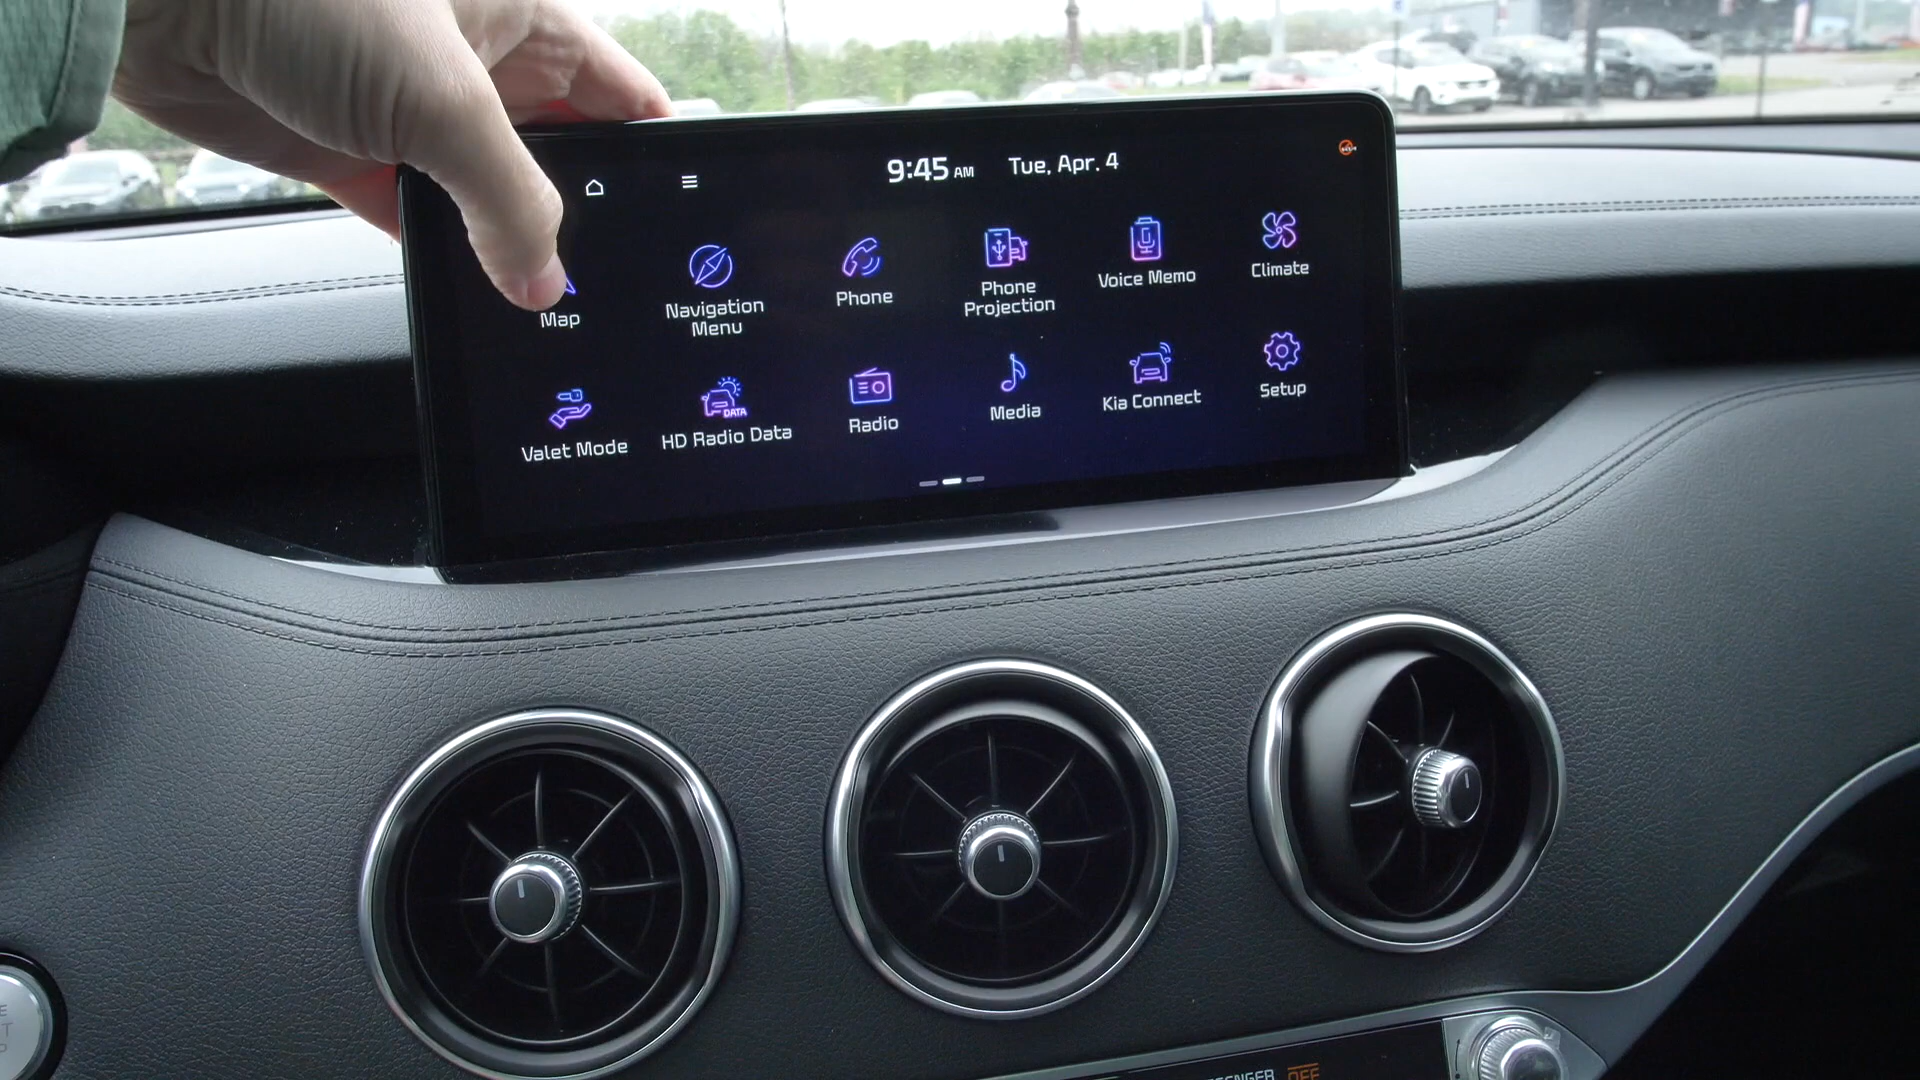 9:45 AM Tue, Apr. 4
Map
Navigation
Menu
Phone
Phone
Projection
Voice Memo
Climate
Valet Mode
DATA
HD Radio Data
Radio
Media
Kia Connect
Setup
OFF